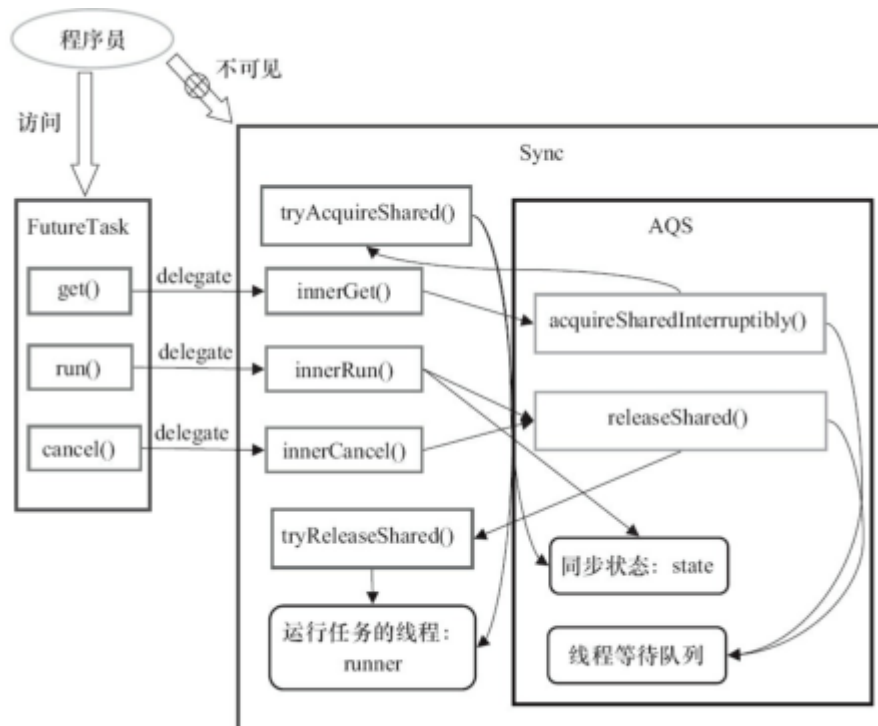 程序员
不可见
访问
Sync
FutureTask
tryAcquireShared()
AQS
get()
delegate
innerGet()
acquireSharedInterruptibly()
run()
delegate
innerRun()
releaseShared()
cancel()
delegate
innerCancel()
tryReleaseShared()
同步状态：state
运行任务的线程：
runner
线程等待队列